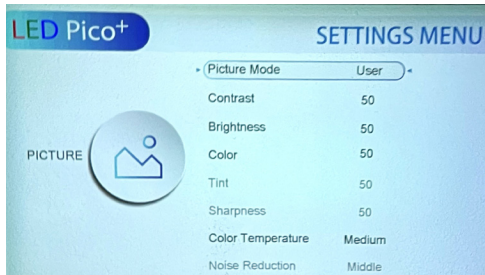 LED Pico+
SETTINGS MENU
Picture Mode User
Contrast 50
Brightness 50
PICTURE
Color 50
Tint 50
Sharpness 50
Color Temperature Medium
Noise Reduction Middle